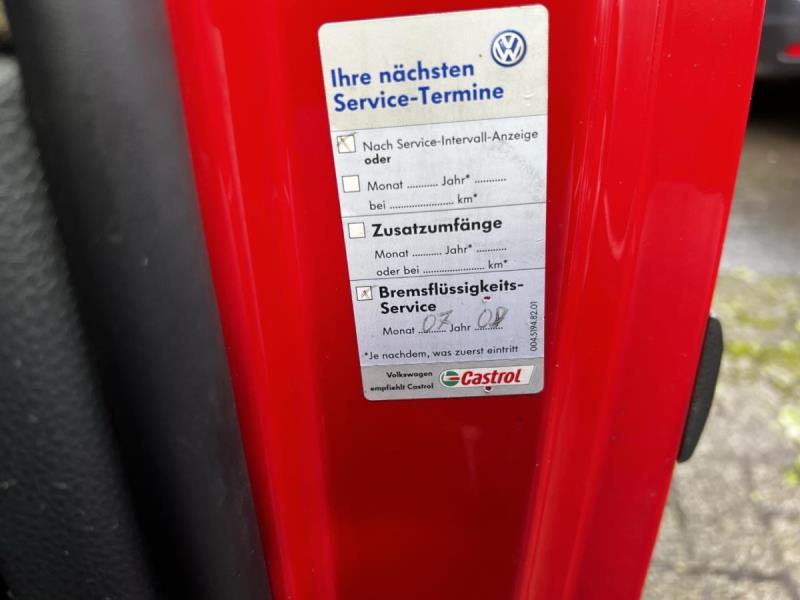 Ihre nächsten
Service-Termine
Nach Service-Intervall-Anzeige
oder
Monat ........... Jahr* ...........
bei ....................... km*
Zusatzumfänge
Monat .......... Jahr* ..........
oder bei ..................... km*
Bremsflüssigkeits-
Service
Monat 07 Jahr
*Je nachdem, was zuerst eintritt
004.5194.82.01
Volkswagen
empfiehlt Castrol
Castrol